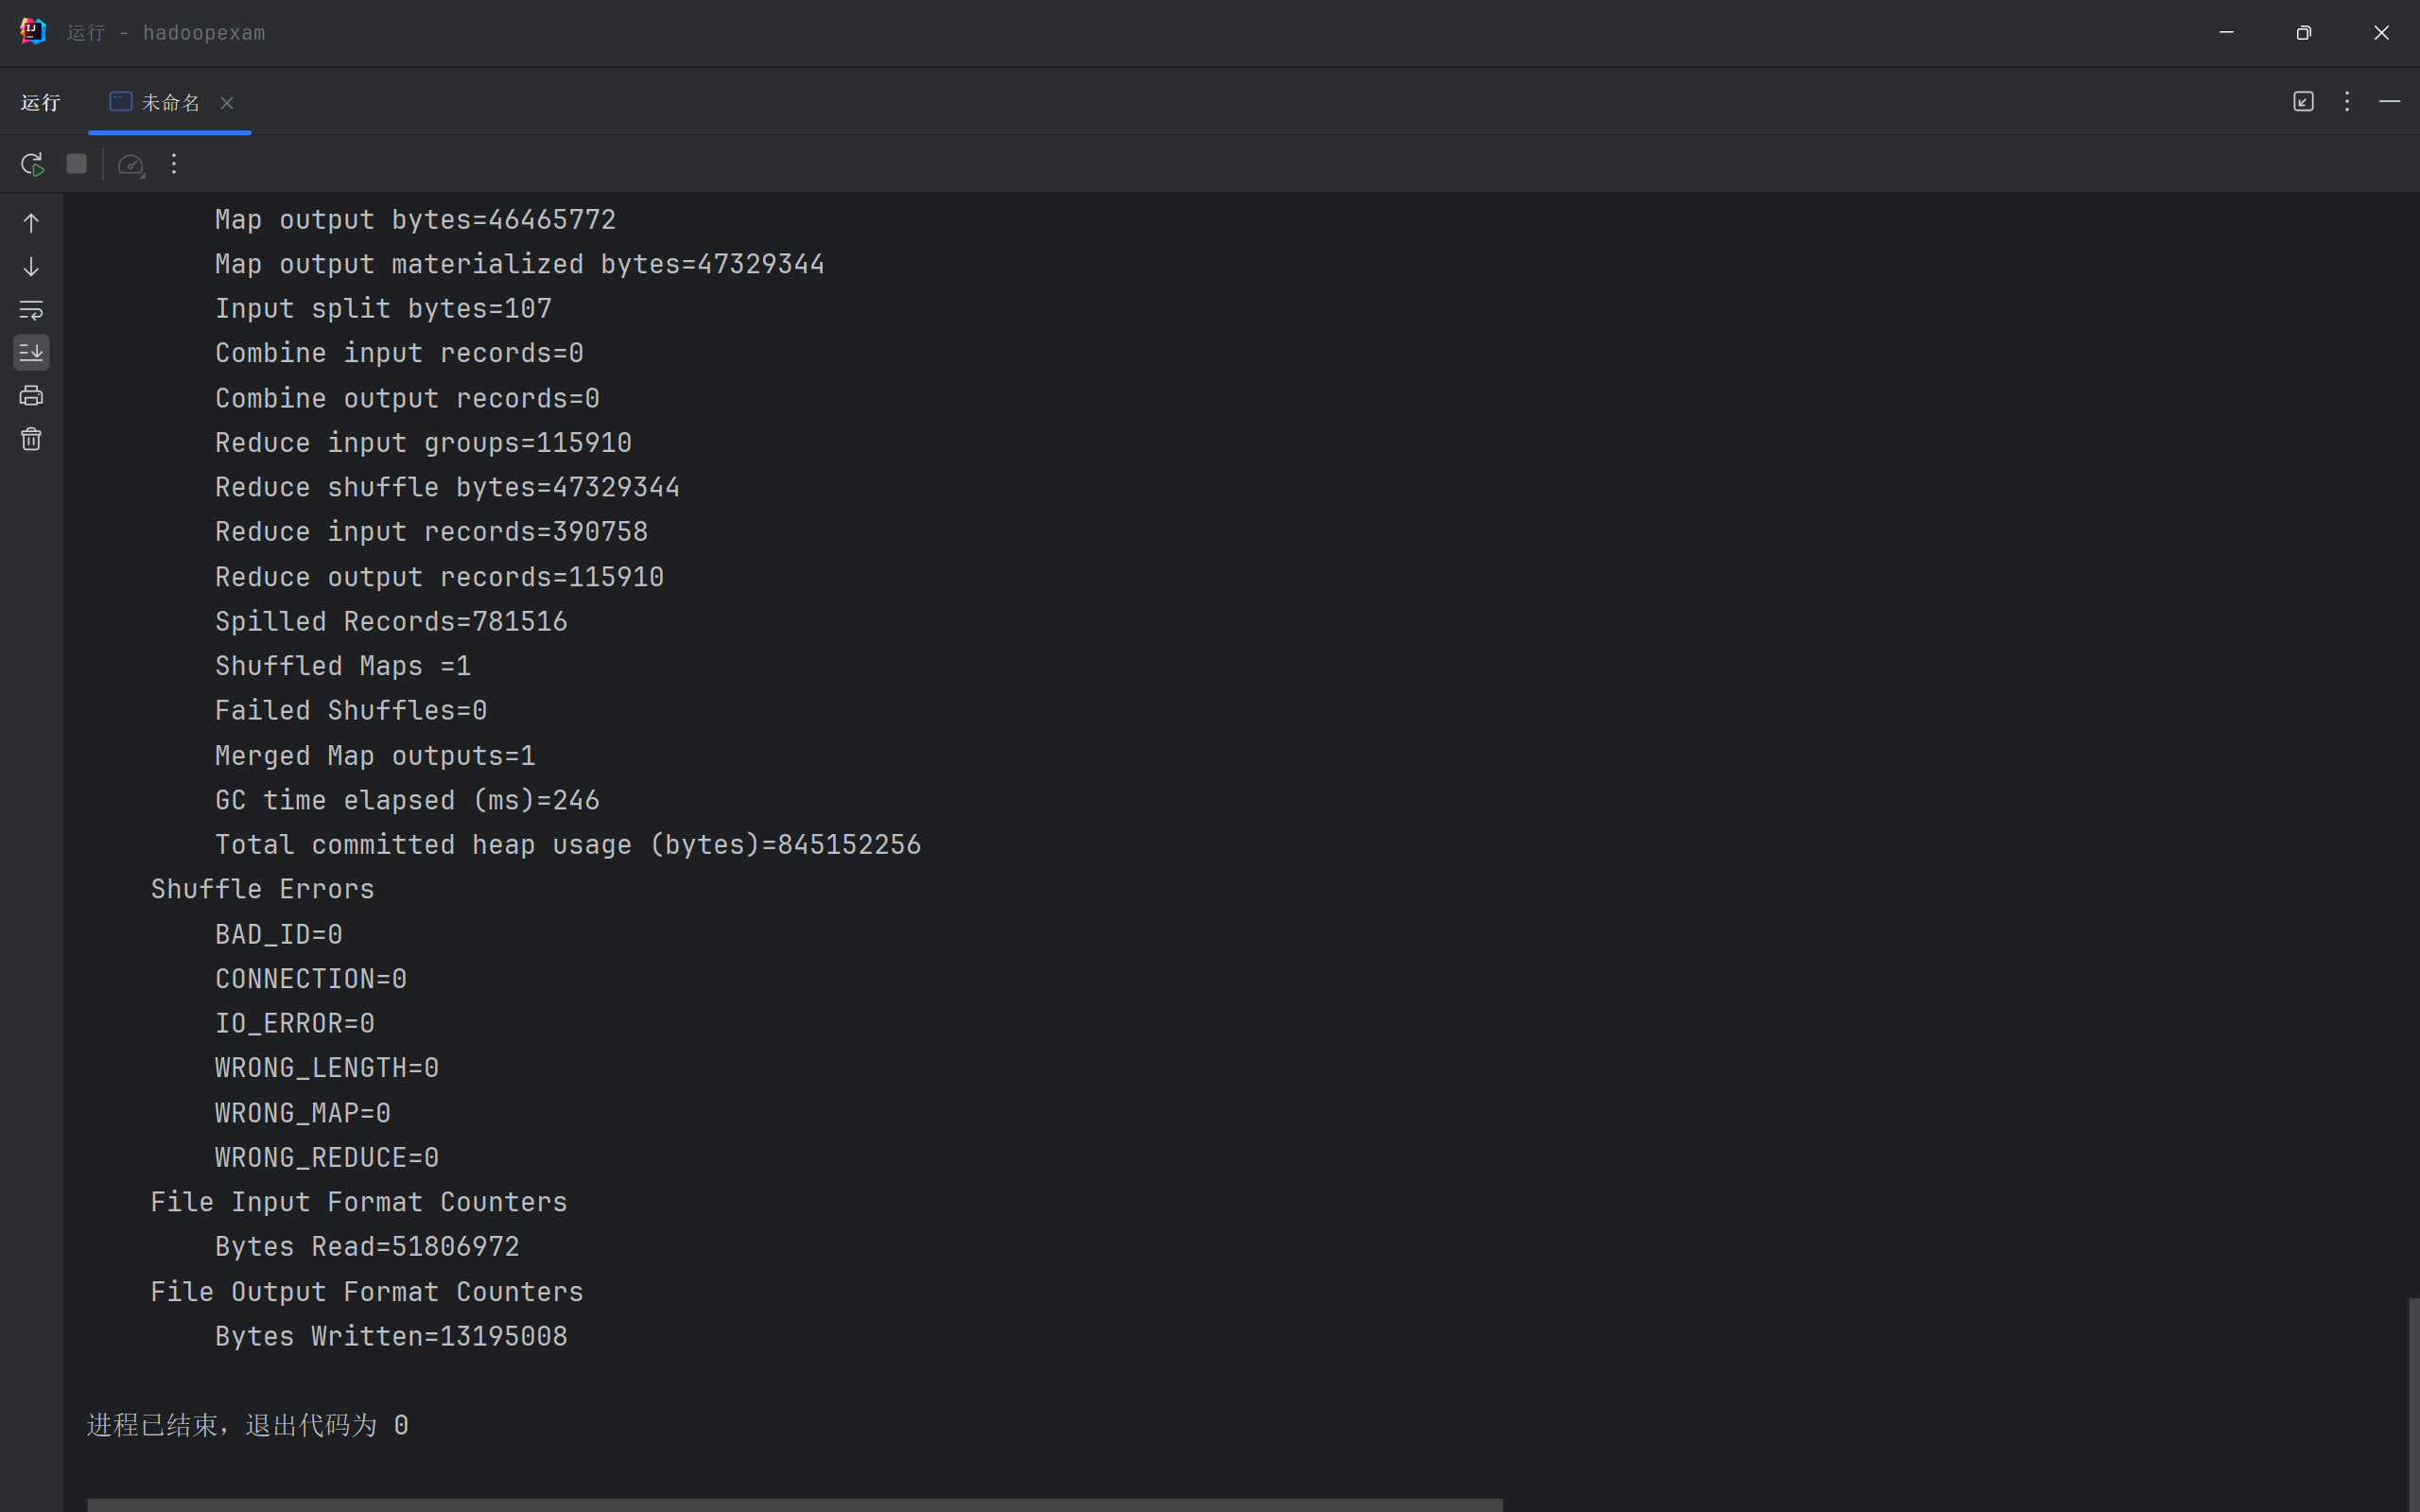 运行 - hadoopexam
运行 未命名
Map output bytes=46465772
Map output materialized bytes=47329344
Input split bytes=107
Combine input records=0
Combine output records=0
Reduce input groups=115910
Reduce shuffle bytes=47329344
Reduce input records=390758
Reduce output records=115910
Spilled Records=781516
Shuffled Maps =1
Failed Shuffles=0
Merged Map outputs=1
GC time elapsed (ms)=246
Total committed heap usage (bytes)=845152256
Shuffle Errors
BAD_ID=0
CONNECTION=0
IO_ERROR=0
WRONG_LENGTH=0
WRONG_MAP=0
WRONG_REDUCE=0
File Input Format Counters
Bytes Read=51806972
File Output Format Counters
Bytes Written=13195008
进程已结束，退出代码为 0